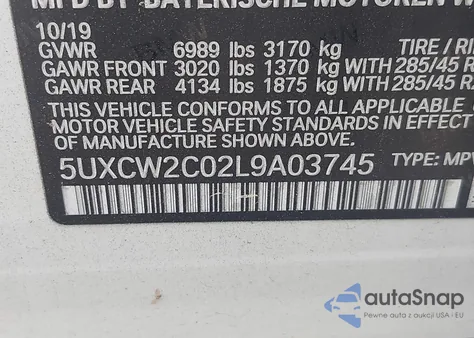 MFD BY BAYERISCHE MOTOREN
10/19
GVWR 6989 lbs 3170 kg TIRE /
GAWR FRONT 3020 lbs 1370 kg WITH 285/45
GAWR REAR 4134 lbs 1875 kg WITH 285/45
THIS VEHICLE CONFORMS TO ALL APPLICABLE
MOTOR VEHICLE SAFETY STANDARDS IN EFFECT
OF MANUFACTURE SHOWN ABOVE.
5UXCW2C02L9A03745 TYPE: MPV
autoSnap
Pewne auta z aukcji USA - EU